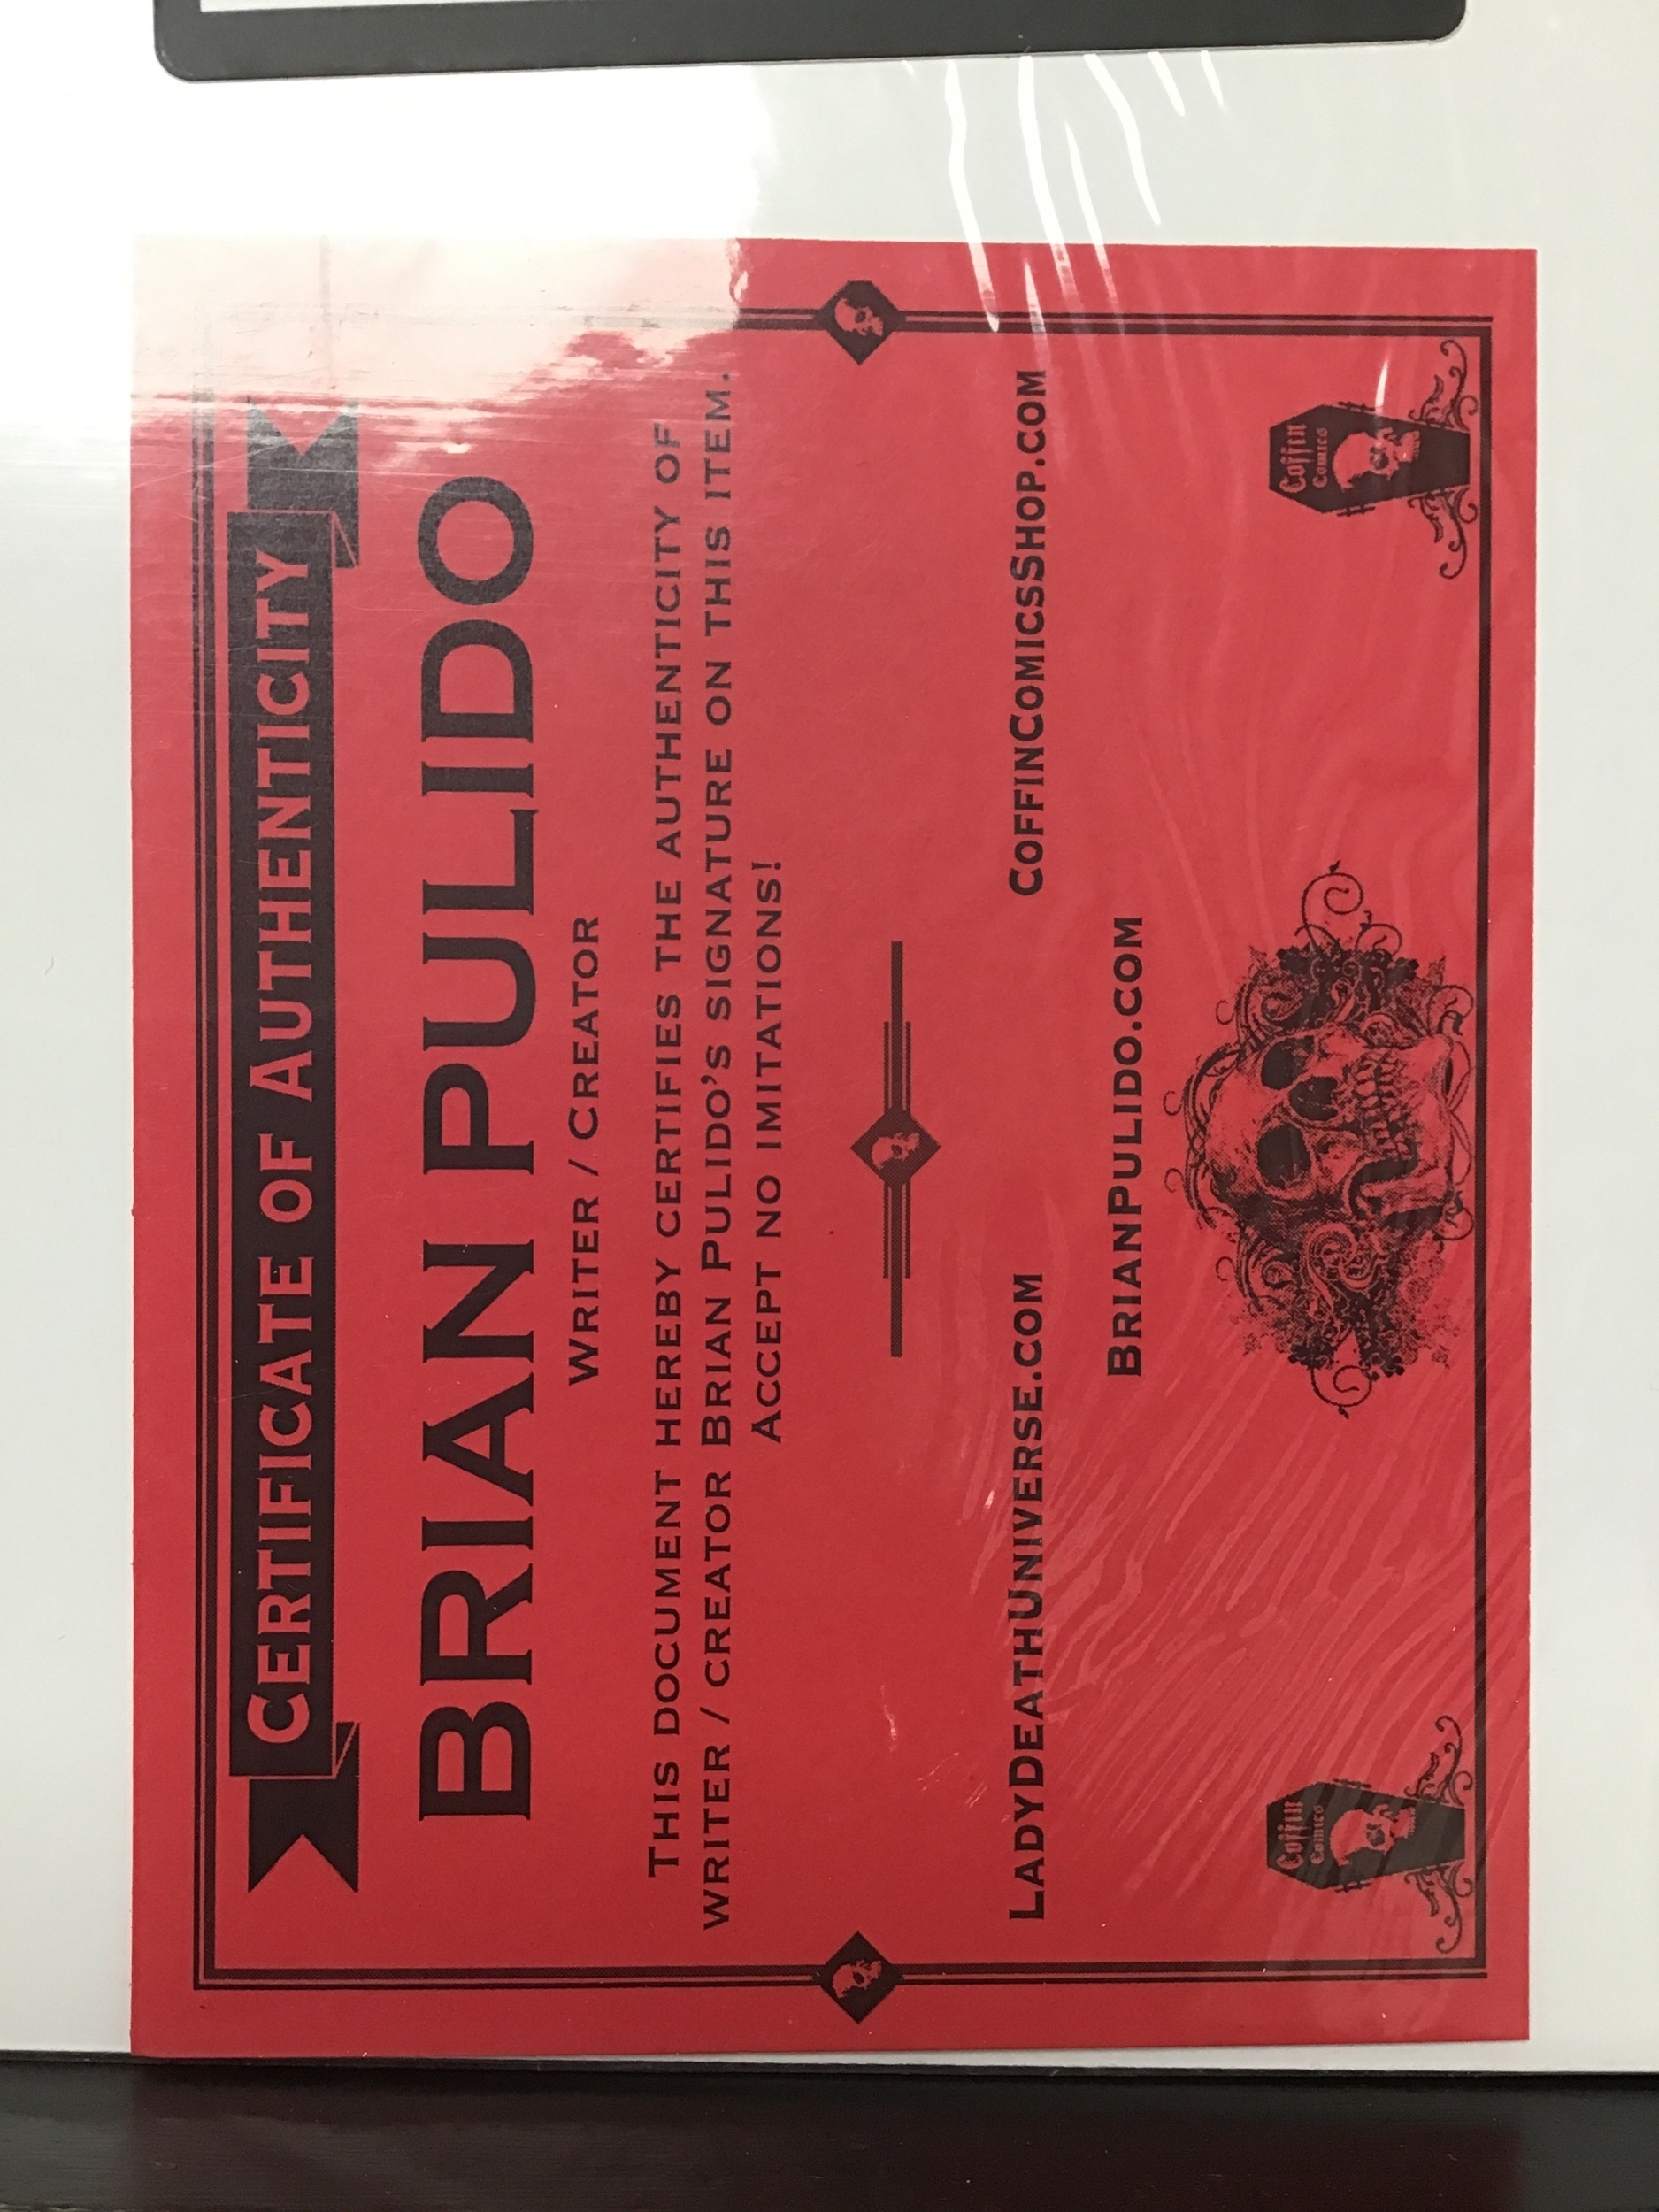 Certificate of Authenticity
BRIAN PULIDO
Writer / Creator
This document hereby certifies the authenticity of
writer / creator Brian Pulido's signature on this item.
Accept no imitations!
LadyDeathUniverse.com
CoffinComicsShop.com
BrianPulido.com
Coffin
Comics
Coffin
Comics